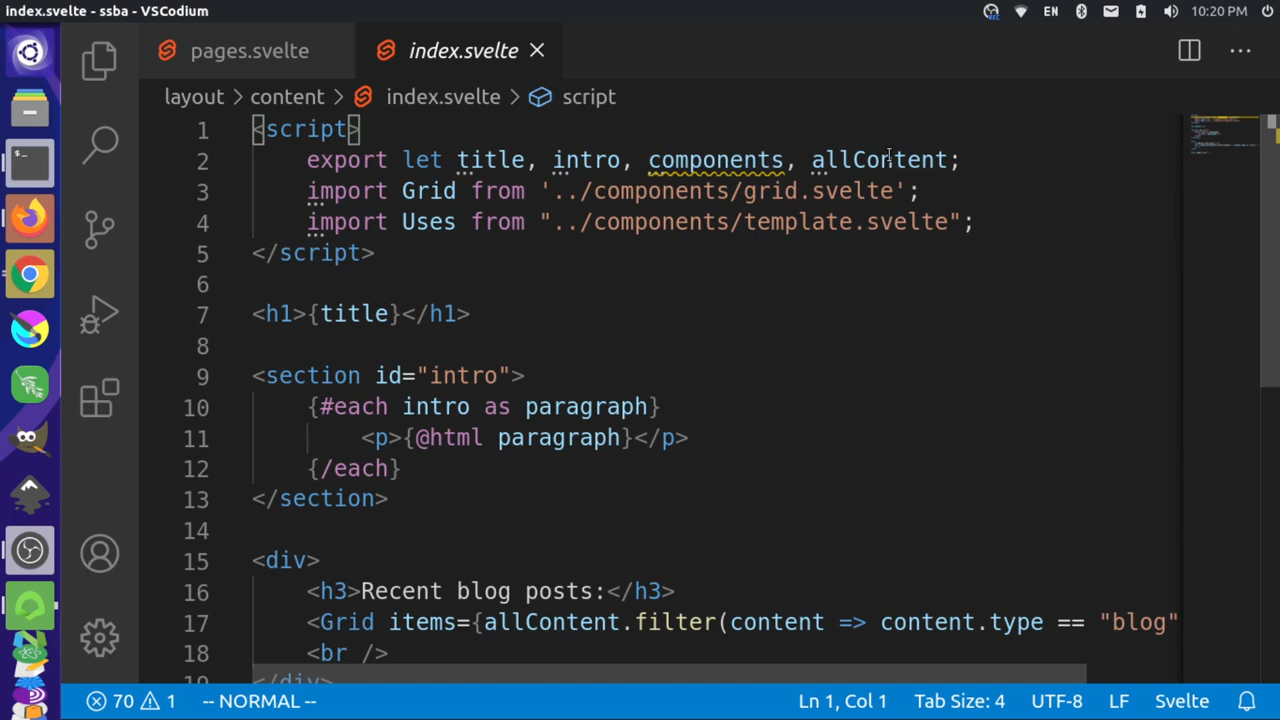 index.svelte - ssba - VSCodium
REC
EN
10:20 PM
pages.svelte
index.svelte
layout > content > index.svelte > script
1 <script>
2 export let title, intro, components, allContent;
3 import Grid from '../components/grid.svelte';
4 import Uses from "../components/template.svelte";
5 </script>
6
7 <h1>{title}</h1>
8
9 <section id="intro">
10 {#each intro as paragraph}
11 <p>{@html paragraph}</p>
12 {/each}
13 </section>
14
15 <div>
16 <h3>Recent blog posts:</h3>
17 <Grid items={allContent.filter(content => content.type == "blog"
18 <br />
19 </div>
70 1 -- NORMAL -- Ln 1, Col 1 Tab Size: 4 UTF-8 LF Svelte